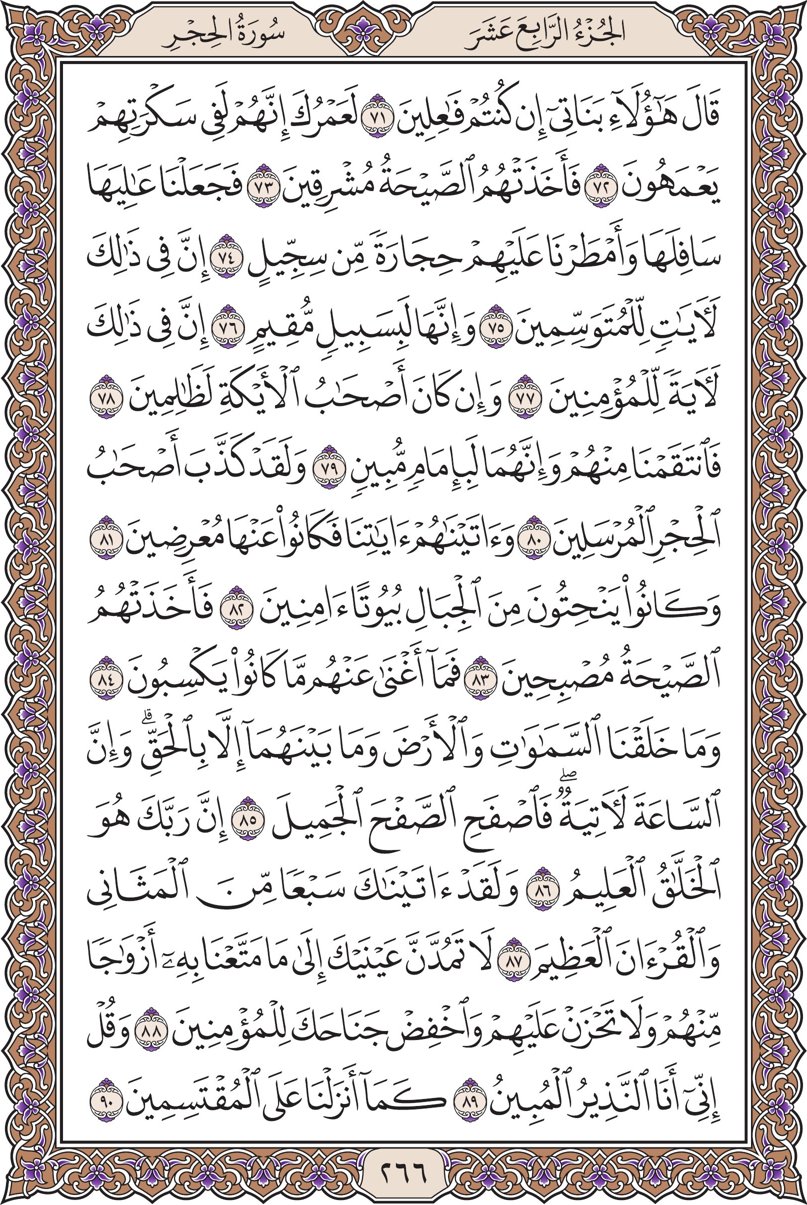 الجُزْءُ الرَّابِعَ عَشَرَ
سُورَةُ الحِجْرِ
قَالَ هَٰٓؤُلَآءِ بَنَاتِيٓ إِن كُنتُمْ فَٰعِلِينَ ٧١ لَعَمْرُكَ إِنَّهُمْ لَفِي سَكْرَتِهِمْ
يَعْمَهُونَ ٧٢ فَأَخَذَتْهُمُ ٱلصَّيْحَةُ مُشْرِقِينَ ٧٣ فَجَعَلْنَا عَٰلِيَهَا
سَافِلَهَا وَأَمْطَرْنَا عَلَيْهِمْ حِجَارَةً مِّن سِجِّيلٍ ٧٤ إِنَّ فِي ذَٰلِكَ
لَأٓيَٰتٍ لِّلْمُتَوَسِّمِينَ ٧٥ وَإِنَّهَا لَبِسَبِيلٍ مُّقِيمٍ ٧٦ إِنَّ فِي ذَٰلِكَ
لَأٓيَةً لِّلْمُؤْمِنِينَ ٧٧ وَإِن كَانَ أَصْحَٰبُ ٱلْأَيْكَةِ لَظَٰلِمِينَ ٧٨
فَٱنتَقَمْنَا مِنْهُمْ وَإِنَّهُمَا لَبِإِمَامٍ مُّبِينٍ ٧٩ وَلَقَدْ كَذَّبَ أَصْحَٰبُ
ٱلْحِجْرِ ٱلْمُرْسَلِينَ ٨٠ وَءَاتَيْنَٰهُمْ ءَايَٰتِنَا فَكَانُوا۟ عَنْهَا مُعْرِضِينَ ٨١
وَكَانُوا۟ يَنْحِتُونَ مِنَ ٱلْجِبَالِ بُيُوتًا ءَامِنِينَ ٨٢ فَأَخَذَتْهُمُ
ٱلصَّيْحَةُ مُصْبِحِينَ ٨٣ فَمَآ أَغْنَىٰ عَنْهُم مَّا كَانُوا۟ يَكْسِبُونَ ٨٤
وَمَا خَلَقْنَا ٱلسَّمَٰوَٰتِ وَٱلْأَرْضَ وَمَا بَيْنَهُمَآ إِلَّا بِٱلْحَقِّ ۗ وَإِنَّ
ٱلسَّاعَةَ لَأٓتِيَةٌ ۖ فَٱصْفَحِ ٱلصَّفْحَ ٱلْجَمِيلَ ٨٥ إِنَّ رَبَّكَ هُوَ
ٱلْخَلَّٰقُ ٱلْعَلِيمُ ٨٦ وَلَقَدْ ءَاتَيْنَٰكَ سَبْعًا مِّنَ ٱلْمَثَانِي
وَٱلْقُرْءَانَ ٱلْعَظِيمَ ٨٧ لَا تَمُدَّنَّ عَيْنَيْكَ إِلَىٰ مَا مَتَّعْنَا بِهِۦٓ أَزْوَٰجًا
مِّنْهُمْ وَلَا تَحْزَنْ عَلَيْهِمْ وَٱخْفِضْ جَنَاحَكَ لِلْمُؤْمِنِينَ ٨٨ وَقُلْ
إِنِّيٓ أَنَا ٱلنَّذِيرُ ٱلْمُبِينُ ٨٩ كَمَآ أَنزَلْنَا عَلَى ٱلْمُقْتَسِمِينَ ٩٠
٢٦٦